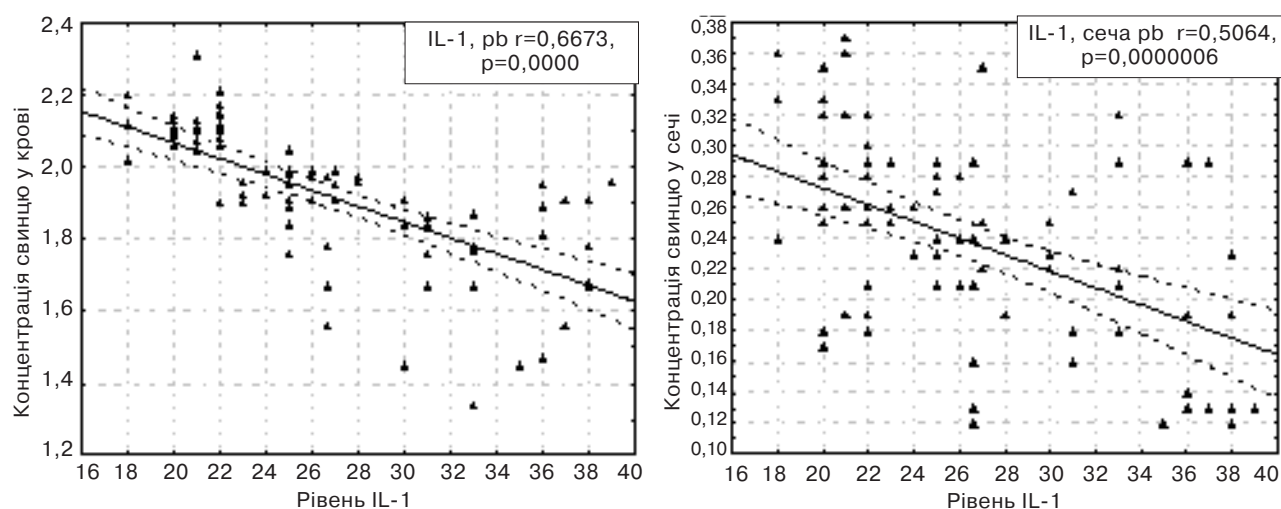 IL-1, pb r=0,6673,
p=0,0000
Концентрація свинцю у крові
2,4
2,2
2,0
1,8
1,6
1,4
1,2
16 18 20 22 24 26 28 30 32 34 36 38 40
Рівень IL-1
IL-1, сеча pb r=0,5064,
p=0,0000006
Концентрація свинцю у сечі
0,38
0,36
0,34
0,32
0,30
0,28
0,26
0,24
0,22
0,20
0,18
0,16
0,14
0,12
0,10
16 18 20 22 24 26 28 30 32 34 36 38 40
Рівень IL-1